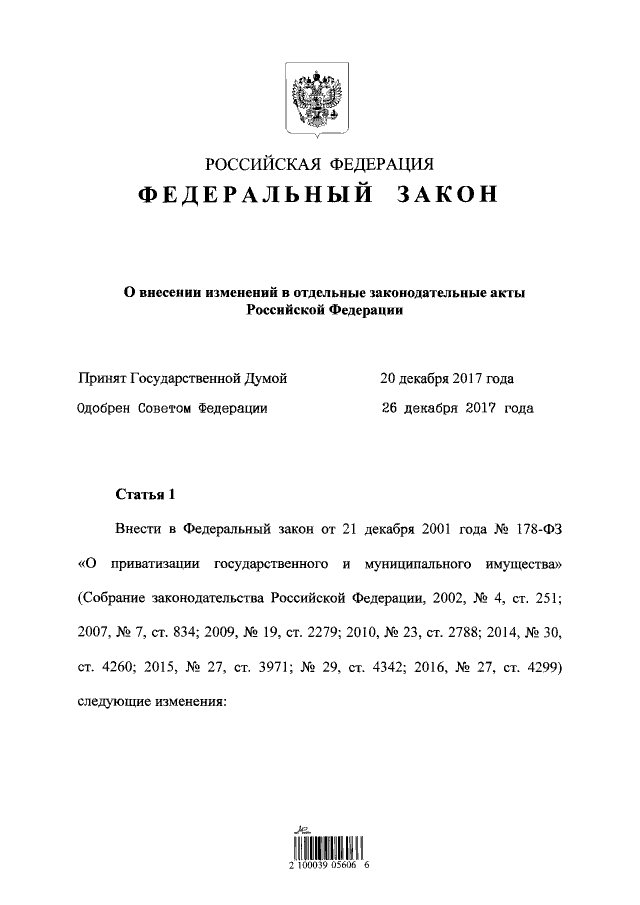 РОССИЙСКАЯ ФЕДЕРАЦИЯ
ФЕДЕРАЛЬНЫЙ ЗАКОН
О внесении изменений в отдельные законодательные акты
Российской Федерации
Принят Государственной Думой 20 декабря 2017 года
Одобрен Советом Федерации 26 декабря 2017 года
Статья 1
Внести в Федеральный закон от 21 декабря 2001 года № 178-ФЗ
«О приватизации государственного и муниципального имущества»
(Собрание законодательства Российской Федерации, 2002, № 4, ст. 251;
2007, № 7, ст. 834; 2009, № 19, ст. 2279; 2010, № 23, ст. 2788; 2014, № 30,
ст. 4260; 2015, № 27, ст. 3971; № 29, ст. 4342; 2016, № 27, ст. 4299)
следующие изменения:
2 100039 05606 6